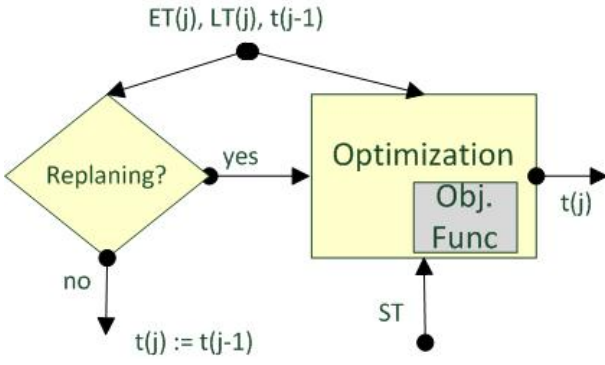 ET(j), LT(j), t(j-1)
Replaning?
yes
Optimization
Obj.
Func
t(j)
no
ST
t(j) := t(j-1)